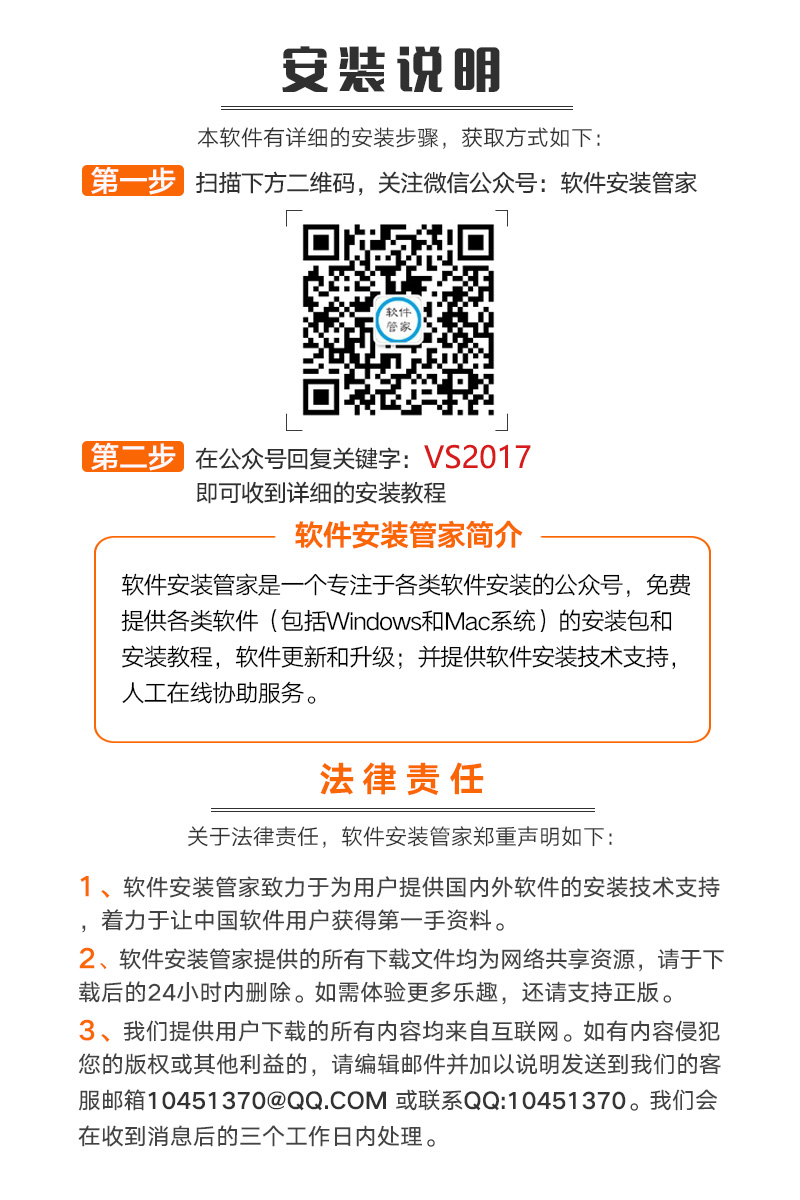 安装说明
本软件有详细的安装步骤，获取方式如下：
第一步 扫描下方二维码，关注微信公众号：软件安装管家
软件
管家
第二步 在公众号回复关键字：VS2017
即可收到详细的安装教程
软件安装管家简介
软件安装管家是一个专注于各类软件安装的公众号，免费
提供各类软件（包括Windows和Mac系统）的安装包和
安装教程，软件更新和升级；并提供软件安装技术支持，
人工在线协助服务。
法律责任
关于法律责任，软件安装管家郑重声明如下：
1、软件安装管家致力于为用户提供国内外软件的安装技术支持
，着力于让中国软件用户获得第一手资料。
2、软件安装管家提供的所有下载文件均为网络共享资源，请于下
载后的24小时内删除。如需体验更多乐趣，还请支持正版。
3、我们提供用户下载的所有内容均来自互联网。如有内容侵犯
您的版权或其他利益的，请编辑邮件并加以说明发送到我们的客
服邮箱10451370@QQ.COM 或联系QQ:10451370。我们会
在收到消息后的三个工作日内处理。